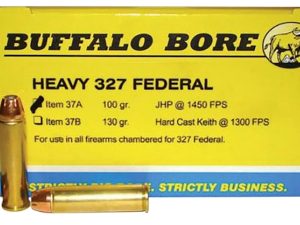 BUFFALO BORE
HEAVY 327 FEDERAL
Item 37A 100 gr. JHP @ 1450 FPS
Item 37B 130 gr. Hard Cast Keith @ 1300 FPS
For use in all firearms chambered for 327 Federal.
STRICTLY STRICTLY BUSINESS.